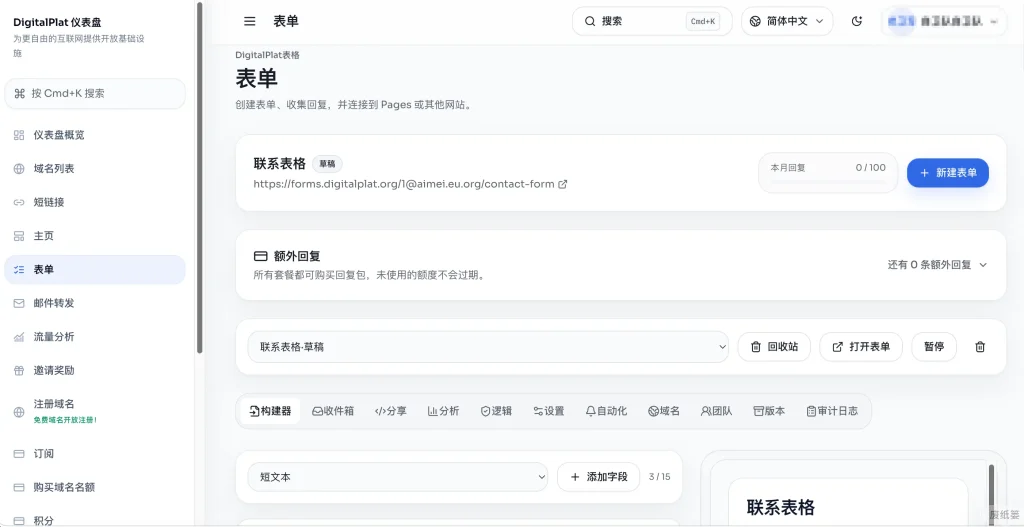 DigitalPlat 仪表盘
为更自由的互联网提供开放基础设
施
按 Cmd+K 搜索
仪表盘概览
域名列表
短链接
主页
表单
邮件转发
流量分析
邀请奖励
注册域名
免费域名开放注册!
订阅
购买域名名额
积分
表单
搜索
Cmd+K
简体中文
DigitalPlat表格
表单
创建表单、收集回复，并连接到 Pages 或其他网站。
联系表格
草稿
https://forms.digitalplat.org/1@aimei.eu.org/contact-form
本月回复
0 / 100
新建表单
额外回复
所有套餐都可购买回复包，未使用的额度不会过期。
还有 0 条额外回复
联系表格·草稿
回收站
打开表单
暂停
构建器
收件箱
分享
分析
逻辑
设置
自动化
域名
团队
版本
审计日志
短文本
添加字段
3 / 15
联系表格